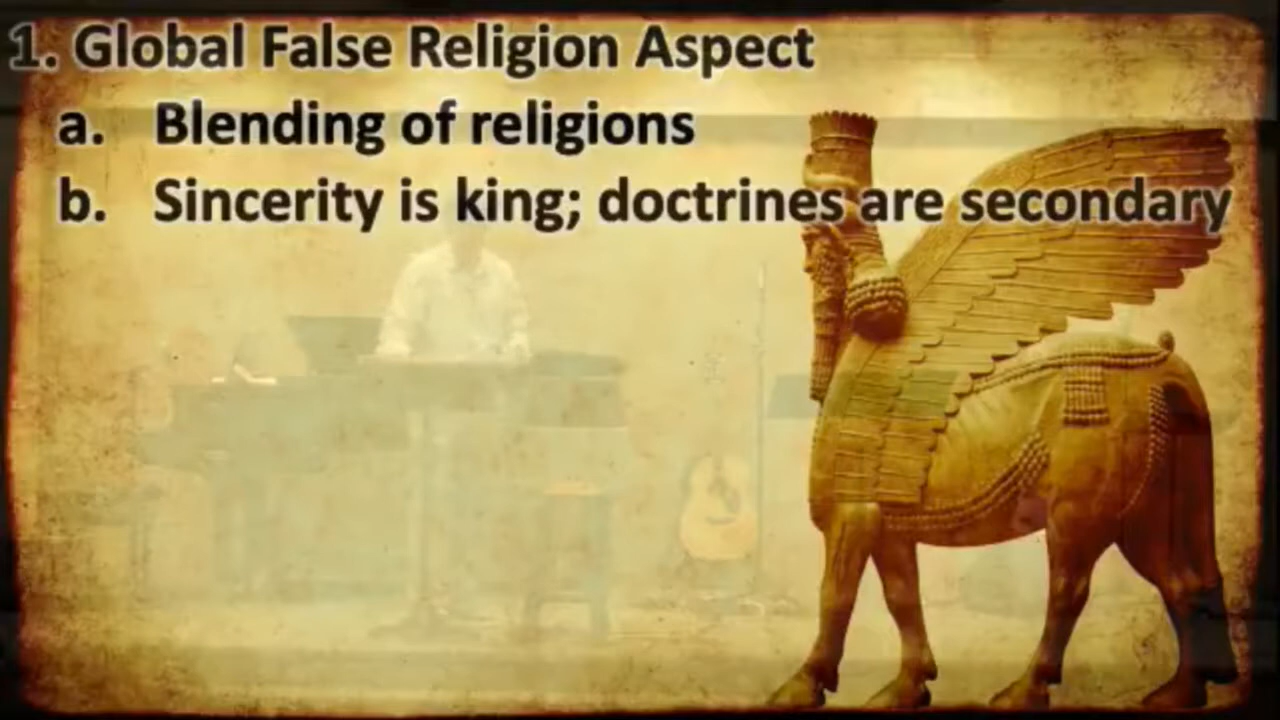 1. Global False Religion Aspect
a. Blending of religions
b. Sincerity is king; doctrines are secondary